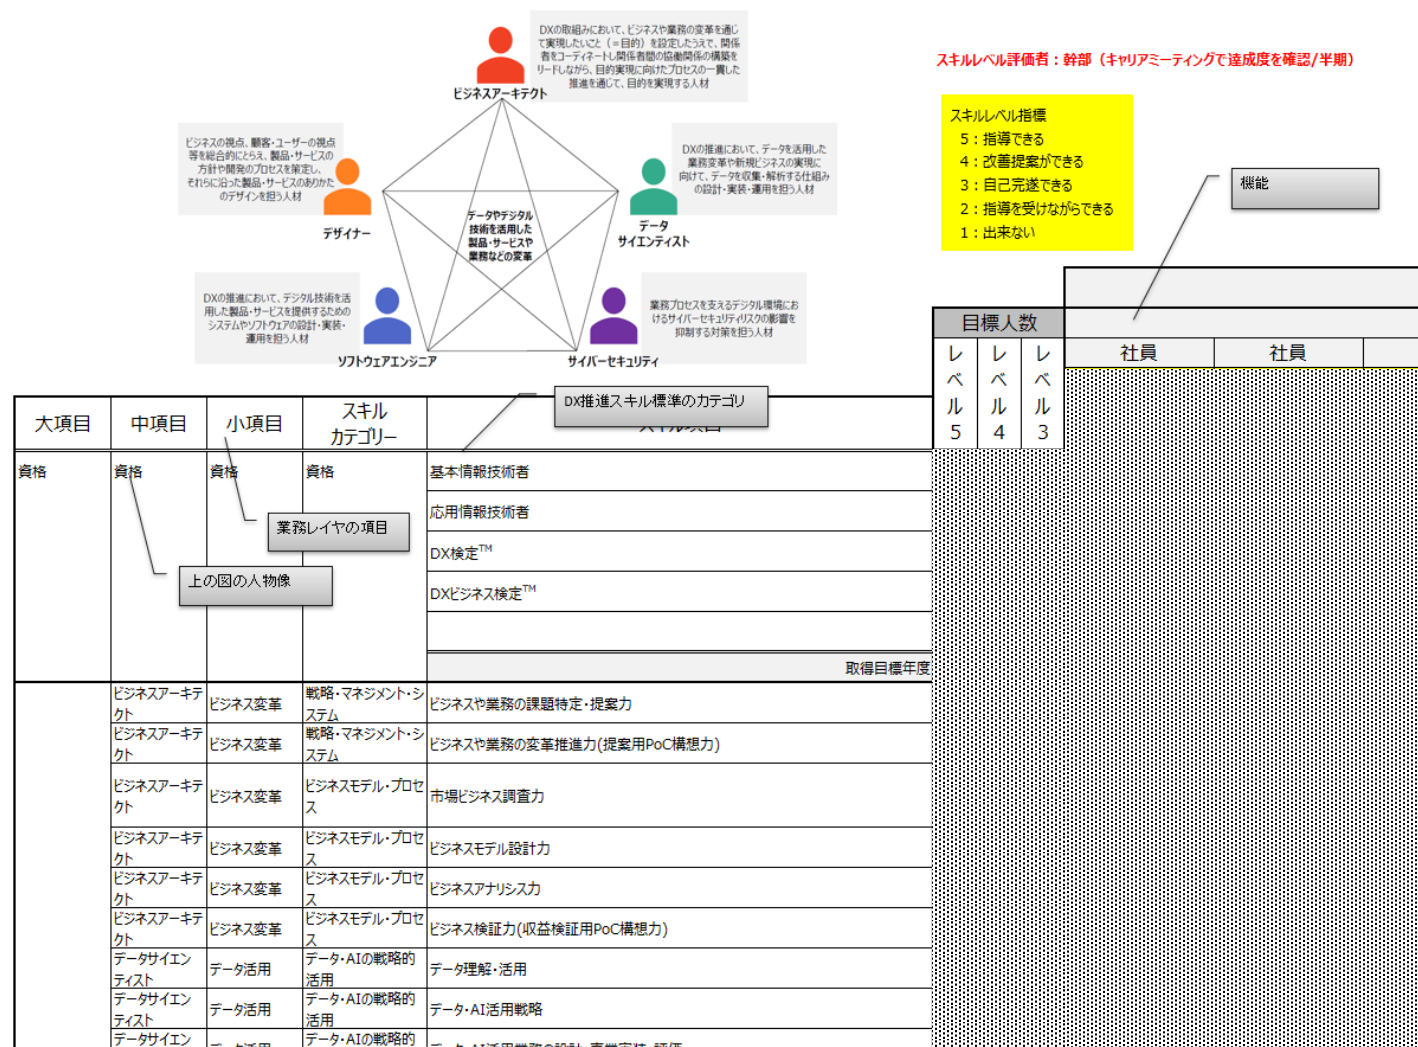 DXの取組みにおいて、ビジネスや業務の変革を通じ
て実現したいこと（＝目的）を設定したうえで、関係
者をコーディネートし関係者間の協働関係の構築を
リードしながら、目的実現に向けたプロセスの一貫した
推進を通じて、目的を実現する人材
ビジネスアーキテクト
ビジネスの視点、顧客・ユーザーの視点
等を総合的にとらえ、製品・サービスの
方針や開発のプロセスを策定し、
それらに沿った製品・サービスのありかた
のデザインを担う人材
デザイナー
DXの推進において、データを活用した
業務変革や新規ビジネスの実現に
向けて、データを収集・解析する仕組み
の設計・実装・運用を担う人材
データ
サイエンティスト
データやデジタル
技術を活用した
製品・サービスや
業務などの変革
DXの推進において、デジタル技術を活
用した製品・サービスを提供するための
システムやソフトウェアの設計・実装・
運用を担う人材
ソフトウェアエンジニア
業務プロセスを支えるデジタル環境にお
けるサイバーセキュリティリスクの影響を
抑制する対策を担う人材
サイバーセキュリティ
スキルレベル評価者：幹部（キャリアミーティングで達成度を確認/半期）
スキルレベル指標
5：指導できる
4：改善提案ができる
3：自己完遂できる
2：指導を受けながらできる
1：出来ない
機能
目標人数
レベル5 レベル4 レベル3 社員 社員
DX推進スキル標準のカテゴリ
大項目 中項目 小項目 スキルカテゴリー
資格 資格 資格 資格 基本情報技術者
応用情報技術者
業務レイヤの項目
DX検定TM
上の図の人物像
DXビジネス検定TM
取得目標年度
ビジネスアーキテクト ビジネス変革 戦略・マネジメント・システム ビジネスや業務の課題特定・提案力
ビジネスアーキテクト ビジネス変革 戦略・マネジメント・システム ビジネスや業務の変革推進力(提案用PoC構想力)
ビジネスアーキテクト ビジネス変革 ビジネスモデル・プロセス 市場ビジネス調査力
ビジネスアーキテクト ビジネス変革 ビジネスモデル・プロセス ビジネスモデル設計力
ビジネスアーキテクト ビジネス変革 ビジネスモデル・プロセス ビジネスアナリシス力
ビジネスアーキテクト ビジネス変革 ビジネスモデル・プロセス ビジネス検証力(収益検証用PoC構想力)
データサイエンティスト データ活用 データ・AIの戦略的活用 データ理解・活用
データサイエンティスト データ活用 データ・AIの戦略的活用 データ・AI活用戦略
データサイエン データ・AIの戦略的